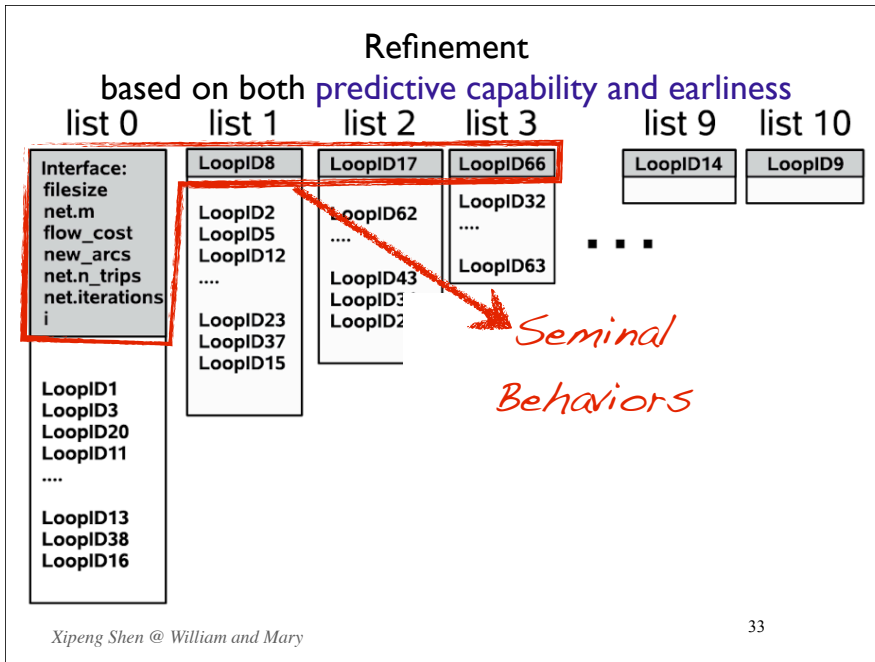 Refinement
based on both predictive capability and earliness
list 0
Interface:
filesize
net.m
flow_cost
new_arcs
net.n_trips
net.iterations
i
LoopID1
LoopID3
LoopID20
LoopID11
....
LoopID13
LoopID38
LoopID16
list 1
LoopID8
LoopID2
LoopID5
LoopID12
....
LoopID23
LoopID37
LoopID15
list 2
LoopID17
LoopID62
....
LoopID43
LoopID3
LoopID2
list 3
LoopID66
LoopID32
....
LoopID63
...
list 9
LoopID14
list 10
LoopID9
Seminal
Behaviors
Xipeng Shen @ William and Mary
33